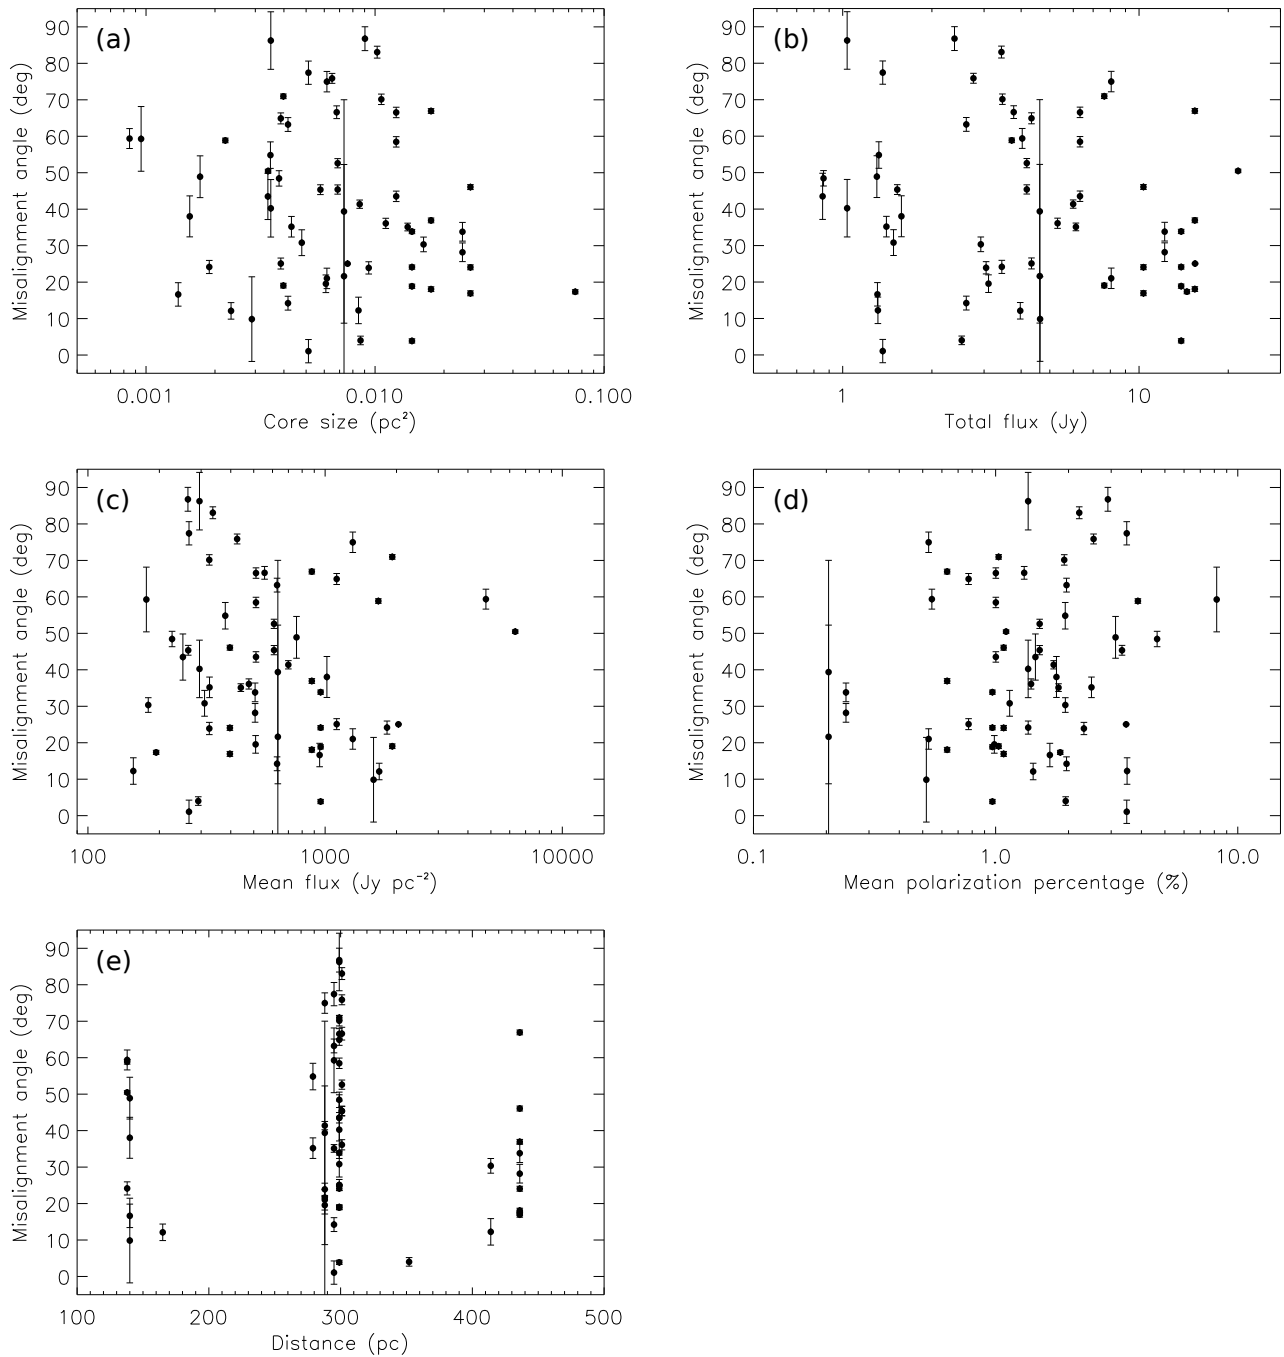 (a)
90
80
70
60
50
40
30
20
10
0
Misalignment angle (deg)
0.001 0.010 0.100
Core size (pc²)
(b)
90
80
70
60
50
40
30
20
10
0
Misalignment angle (deg)
1 10
Total flux (Jy)
(c)
90
80
70
60
50
40
30
20
10
0
Misalignment angle (deg)
100 1000 10000
Mean flux (Jy pc⁻²)
(d)
90
80
70
60
50
40
30
20
10
0
Misalignment angle (deg)
0.1 1.0 10.0
Mean polarization percentage (%)
(e)
90
80
70
60
50
40
30
20
10
0
Misalignment angle (deg)
100 200 300 400 500
Distance (pc)